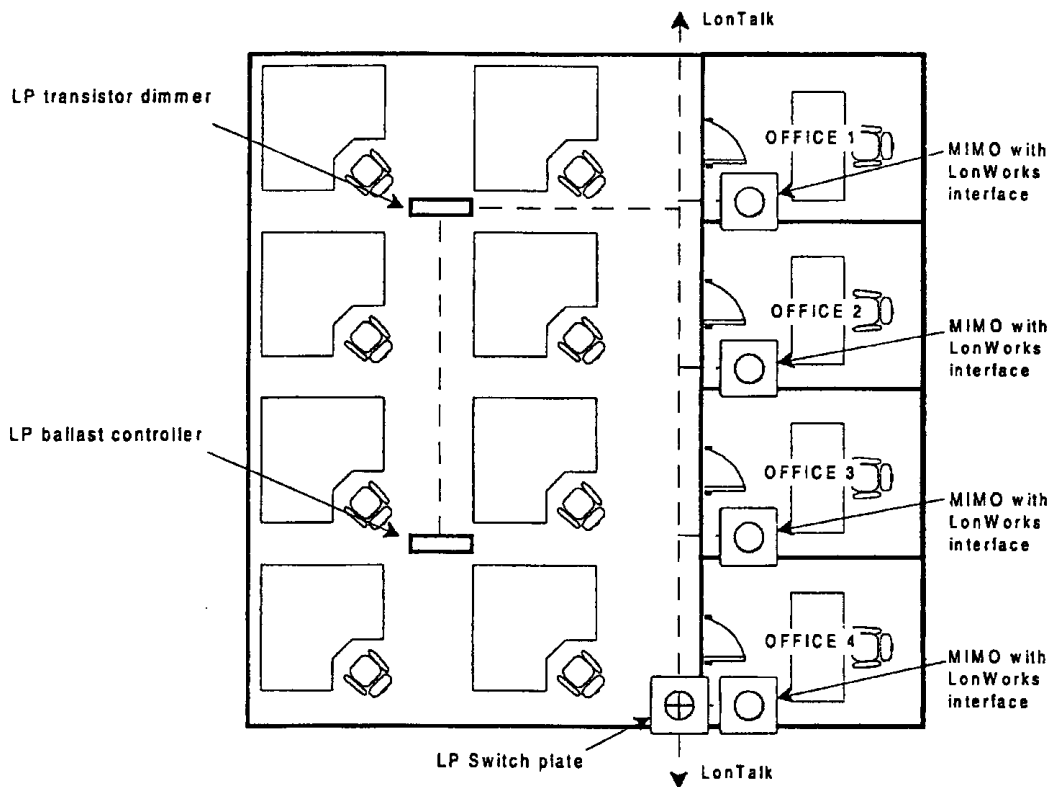 LonTalk
LP transistor dimmer
OFFICE 1
MIMO with
LonWorks
interface
OFFICE 2
MIMO with
LonWorks
interface
LP ballast controller
OFFICE 3
MIMO with
LonWorks
interface
OFFICE 4
MIMO with
LonWorks
interface
LP Switch plate
LonTalk